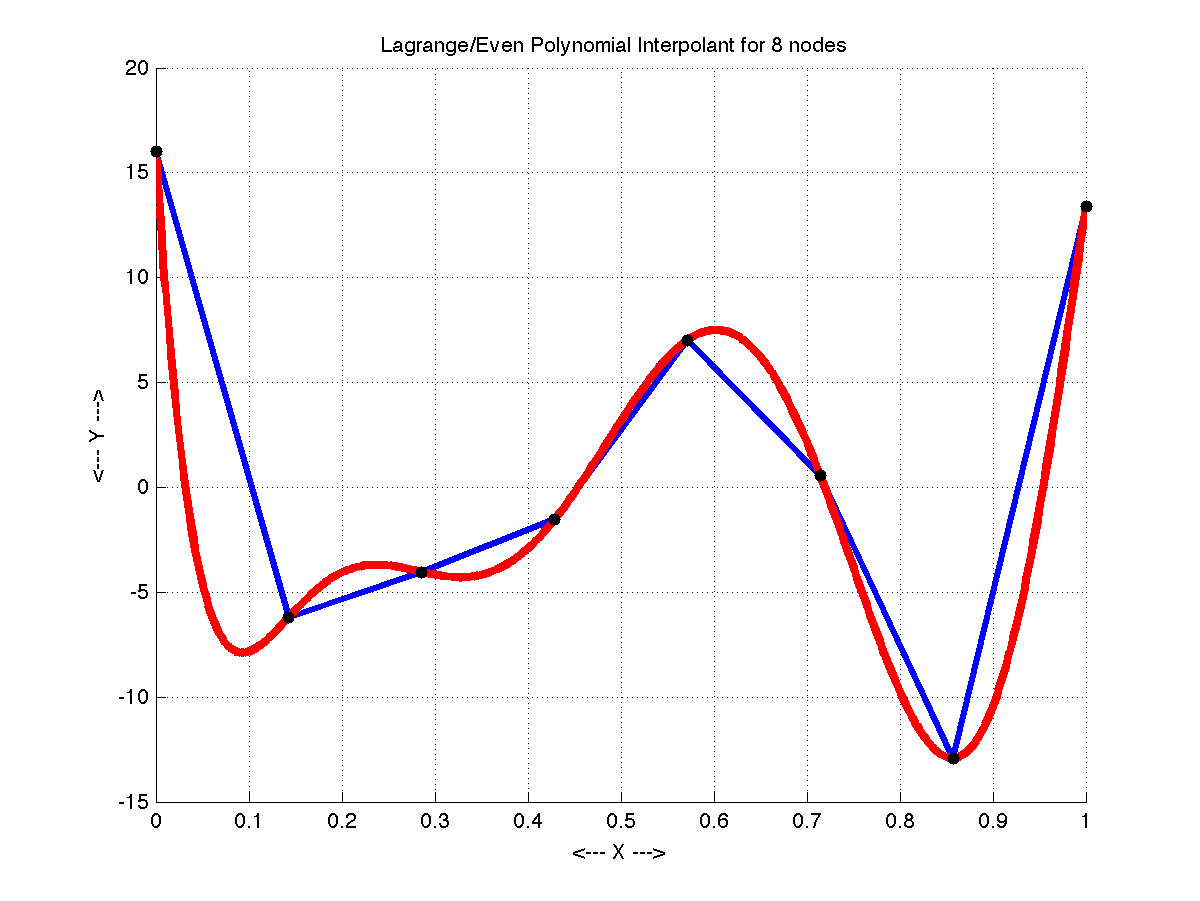 Lagrange/Even Polynomial Interpolant for 8 nodes
20
15
10
5
0
-5
-10
-15
<--- Y --->
0 0.1 0.2 0.3 0.4 0.5 0.6 0.7 0.8 0.9 1
<--- X --->